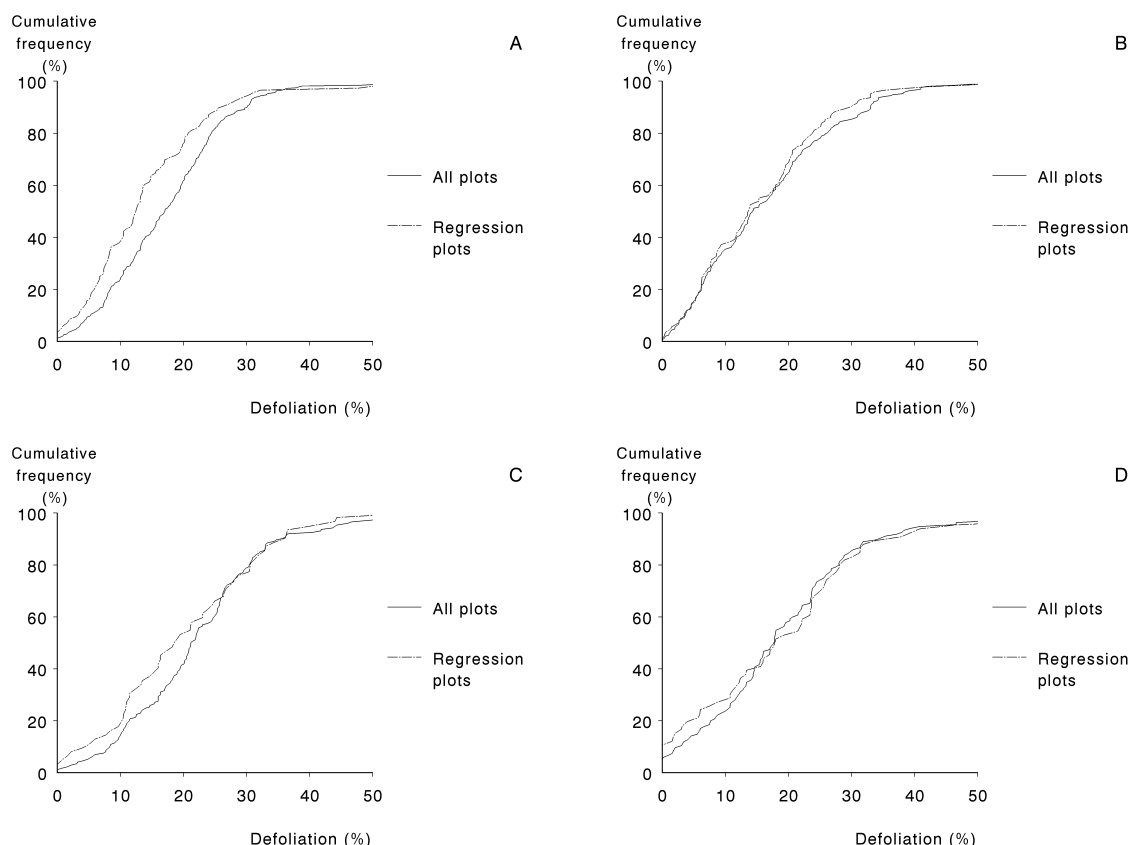 Cumulative
frequency
(%)
A
100
80
60
40
20
0
0 10 20 30 40 50
Defoliation (%)
All plots
Regression
plots
Cumulative
frequency
(%)
B
100
80
60
40
20
0
0 10 20 30 40 50
Defoliation (%)
All plots
Regression
plots
Cumulative
frequency
(%)
C
100
80
60
40
20
0
0 10 20 30 40 50
Defoliation (%)
All plots
Regression
plots
Cumulative
frequency
(%)
D
100
80
60
40
20
0
0 10 20 30 40 50
Defoliation (%)
All plots
Regression
plots